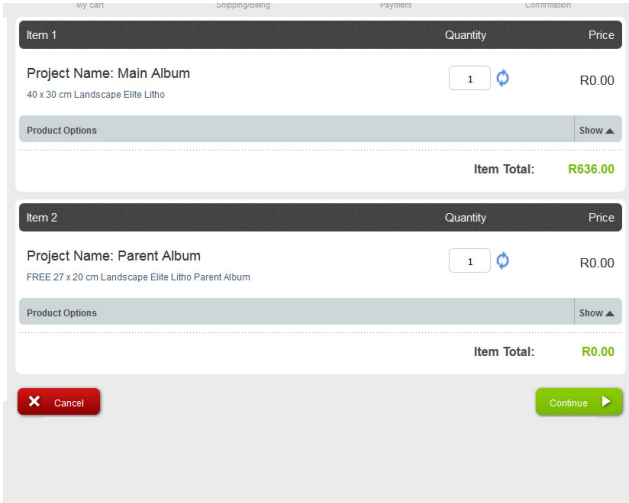 My cart Shipping/Billing Payment Confirmation
Item 1 Quantity Price
Project Name: Main Album 1 R0.00
40 x 30 cm Landscape Elite Litho
Product Options Show
Item Total: R636.00
Item 2 Quantity Price
Project Name: Parent Album 1 R0.00
FREE 27 x 20 cm Landscape Elite Litho Parent Album
Product Options Show
Item Total: R0.00
Cancel Continue